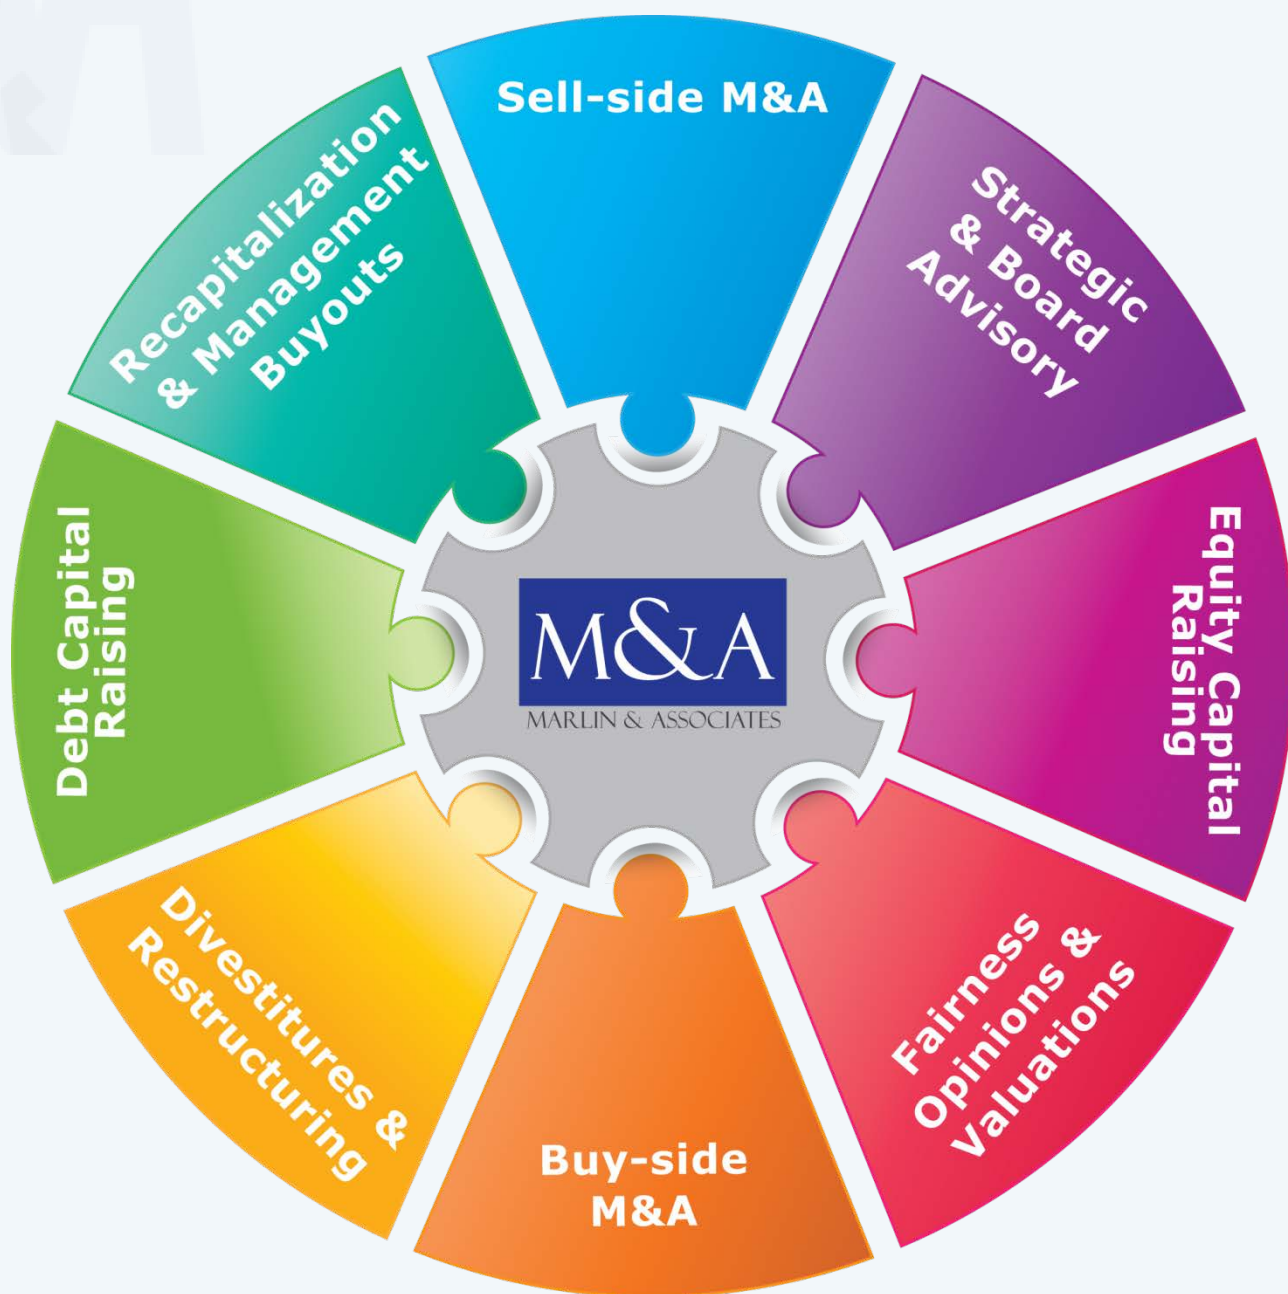 Sell-side M&A
Strategic
& Board
Advisory
Equity Capital
Raising
Fairness
Opinions &
Valuations
Buy-side
M&A
Divestitures &
Restructuring
Debt Capital
Raising
Recapitalization
& Management
Buyouts
M&A
MARLIN & ASSOCIATES